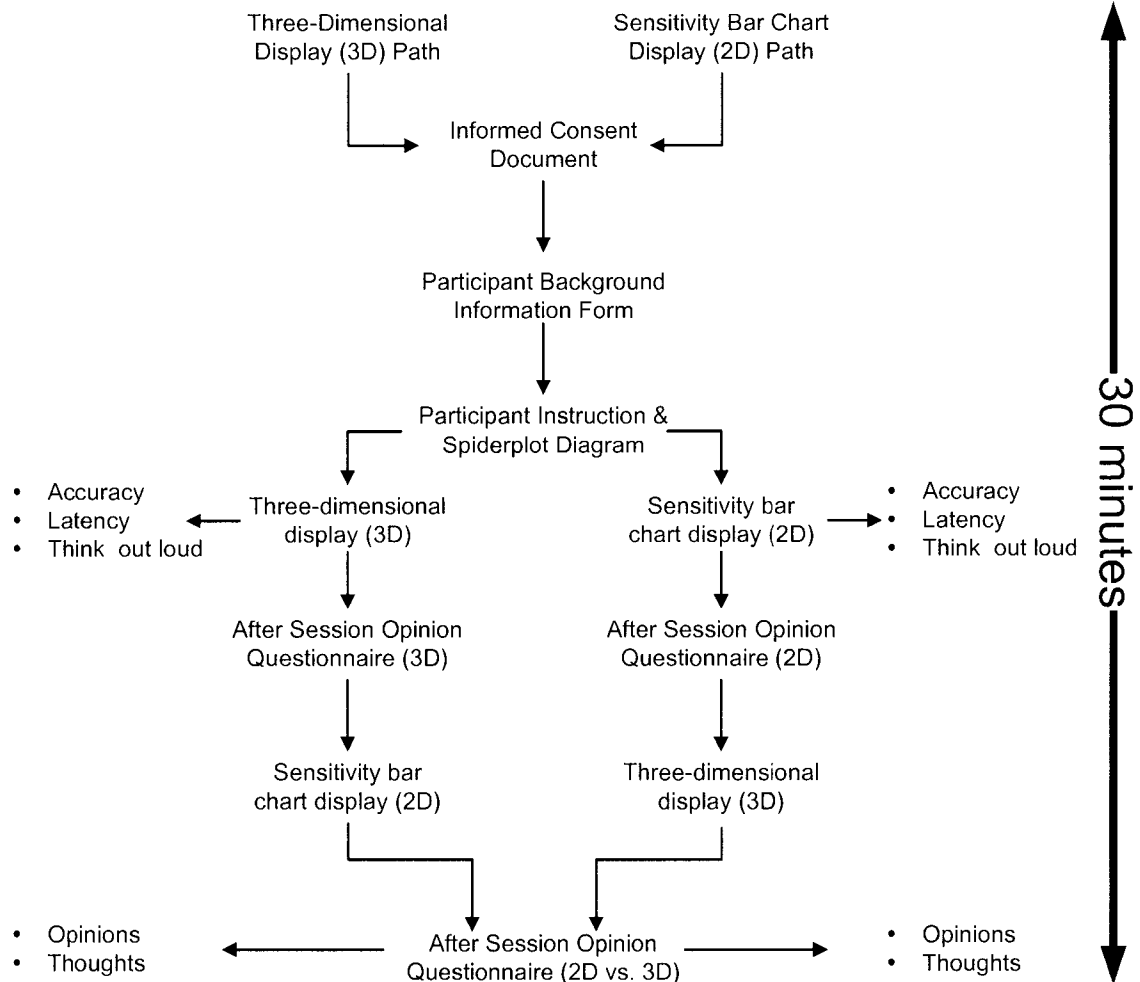 Three-Dimensional
Display (3D) Path
Sensitivity Bar Chart
Display (2D) Path
Informed Consent
Document
Participant Background
Information Form
Participant Instruction &
Spiderplot Diagram
• Accuracy
• Latency
• Think out loud
Three-dimensional
display (3D)
Sensitivity bar
chart display (2D)
• Accuracy
• Latency
• Think out loud
After Session Opinion
Questionnaire (3D)
After Session Opinion
Questionnaire (2D)
Sensitivity bar
chart display (2D)
Three-dimensional
display (3D)
• Opinions
• Thoughts
After Session Opinion
Questionnaire (2D vs. 3D)
• Opinions
• Thoughts
30 minutes